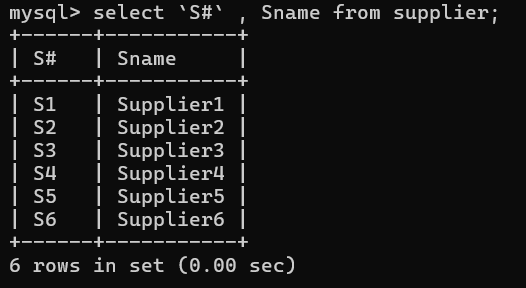 mysql> select `S#` , Sname from supplier;
+------+-----------+
| S#   | Sname     |
+------+-----------+
| S1   | Supplier1 |
| S2   | Supplier2 |
| S3   | Supplier3 |
| S4   | Supplier4 |
| S5   | Supplier5 |
| S6   | Supplier6 |
+------+-----------+
6 rows in set (0.00 sec)